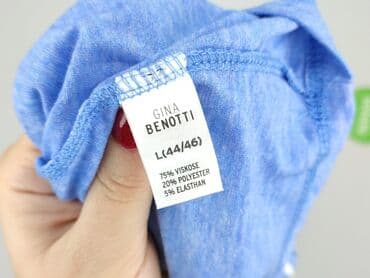 GINA
BENOTTI
L(44/46)
75% VISKOSE
20% POLYESTER
5% ELASTHAN